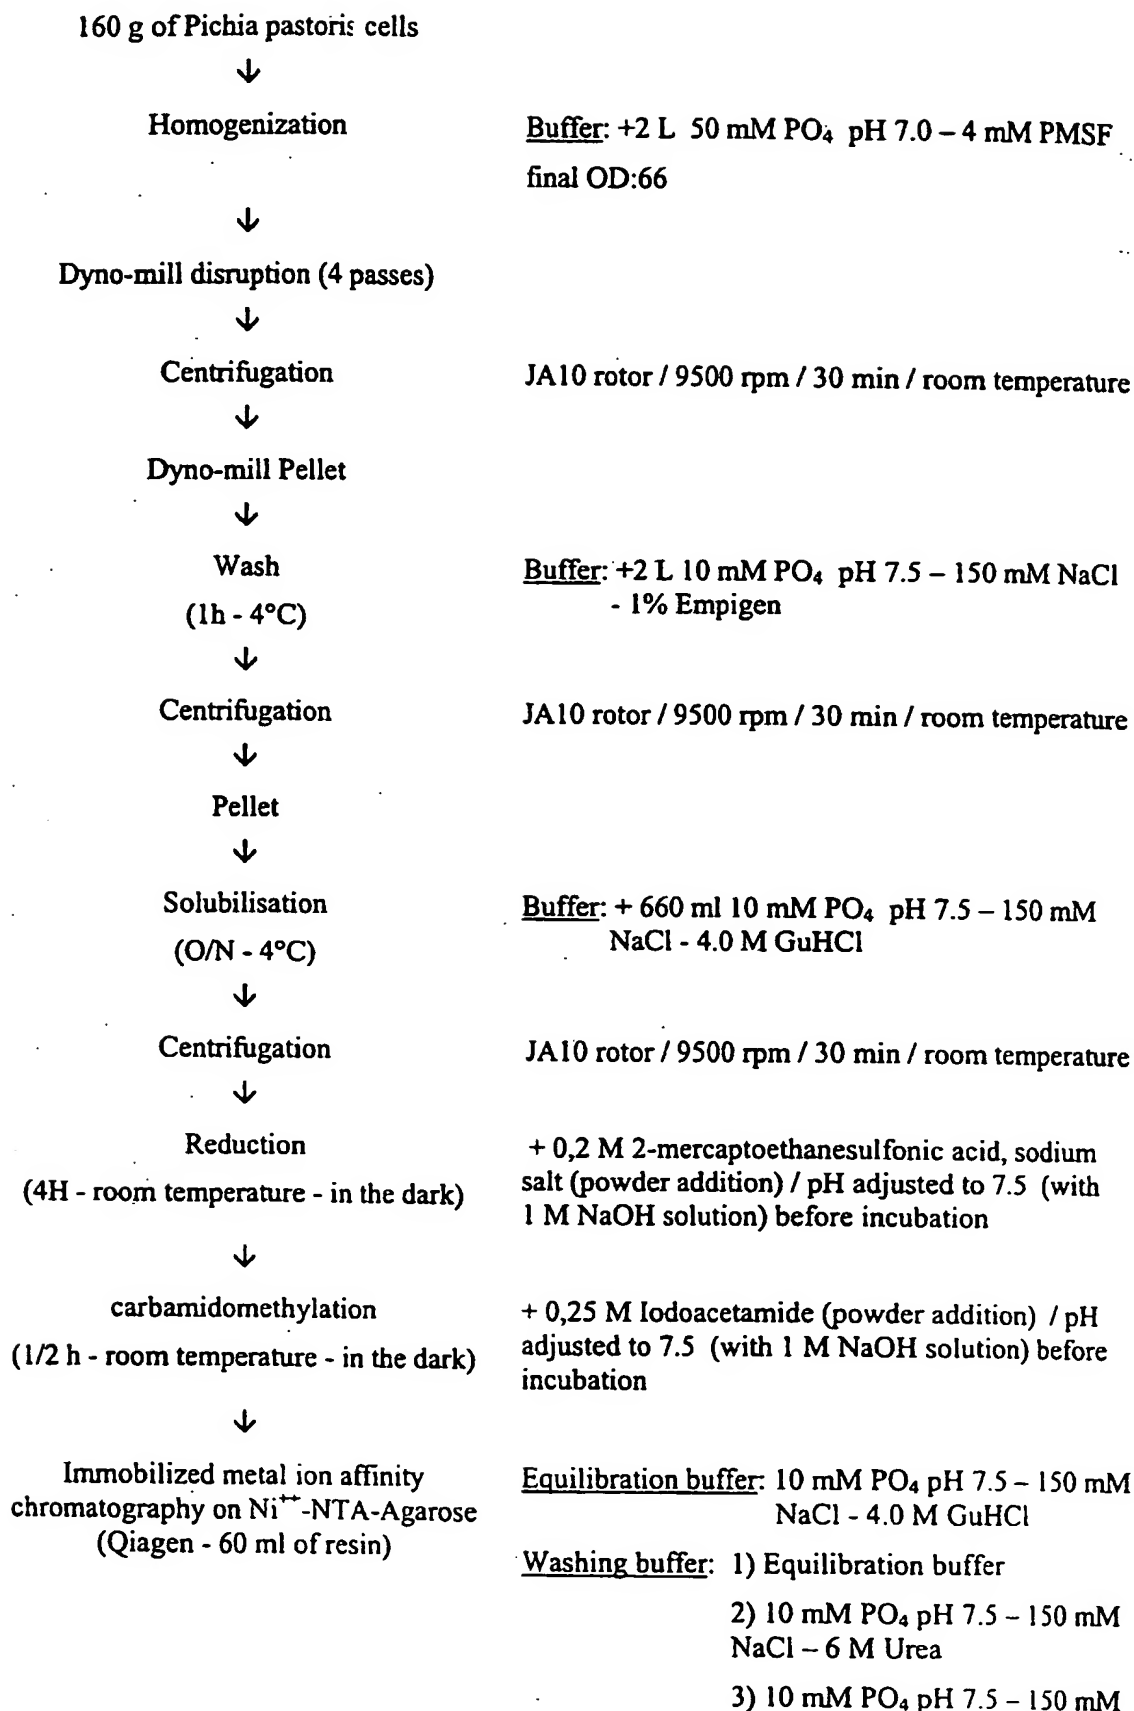 160 g of Pichia pastoris cells
↓
Homogenization
Buffer: +2 L 50 mM PO₄ pH 7.0 – 4 mM PMSF
final OD:66
↓
Dyno-mill disruption (4 passes)
↓
Centrifugation
JA10 rotor / 9500 rpm / 30 min / room temperature
↓
Dyno-mill Pellet
↓
Wash
(1h - 4°C)
Buffer: +2 L 10 mM PO₄ pH 7.5 – 150 mM NaCl
- 1% Empigen
↓
Centrifugation
JA10 rotor / 9500 rpm / 30 min / room temperature
↓
Pellet
↓
Solubilisation
(O/N - 4°C)
Buffer: + 660 ml 10 mM PO₄ pH 7.5 – 150 mM
NaCl - 4.0 M GuHCl
↓
Centrifugation
JA10 rotor / 9500 rpm / 30 min / room temperature
↓
Reduction
(4H - room temperature - in the dark)
+ 0,2 M 2-mercaptoethanesulfonic acid, sodium
salt (powder addition) / pH adjusted to 7.5 (with
1 M NaOH solution) before incubation
↓
carbamidomethylation
(1/2 h - room temperature - in the dark)
+ 0,25 M Iodoacetamide (powder addition) / pH
adjusted to 7.5 (with 1 M NaOH solution) before
incubation
↓
Immobilized metal ion affinity
chromatography on Ni⁺⁺-NTA-Agarose
(Qiagen - 60 ml of resin)
Equilibration buffer: 10 mM PO₄ pH 7.5 – 150 mM
NaCl - 4.0 M GuHCl
Washing buffer: 1) Equilibration buffer
2) 10 mM PO₄ pH 7.5 – 150 mM
NaCl – 6 M Urea
3) 10 mM PO₄ pH 7.5 – 150 mM